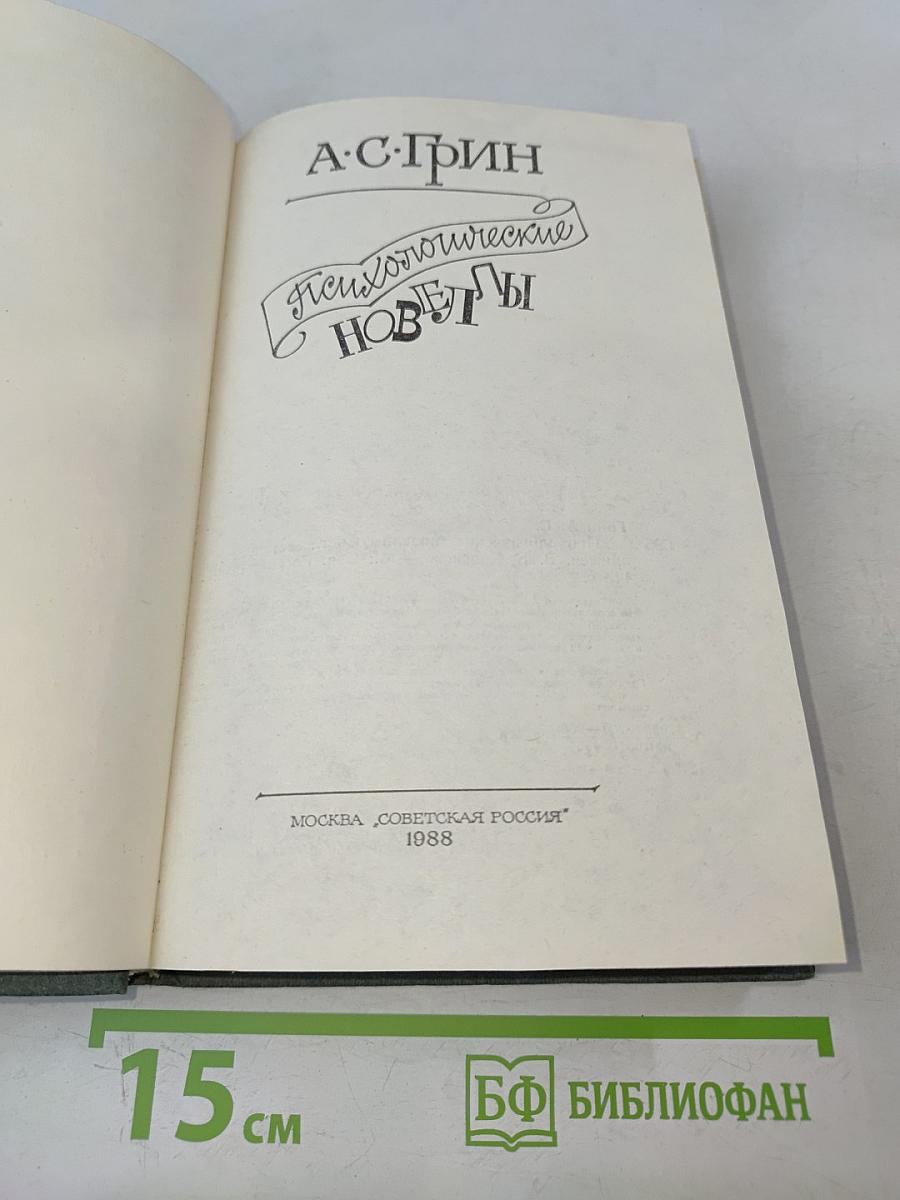 А·С·ГРИН
Психологические
НОВЕЛЛЫ
МОСКВА „СОВЕТСКАЯ РОССИЯ"
1988
15 см
БФ БИБЛИОФАН